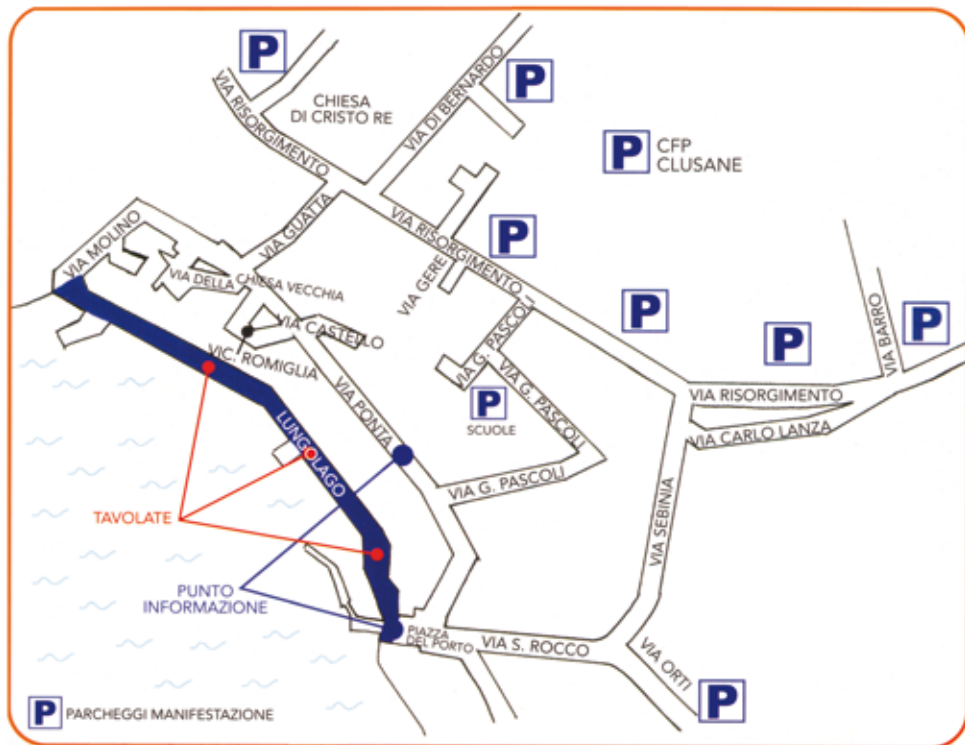 P
P
VIA RISORGIMENTO
CHIESA
DI CRISTO RE
VIA DI BERNARDO
P
CFP
CLUSANE
VIA MOLINO
VIA GUATTA
VIA RISORGIMENTO
P
VIA GERE
VIA DELLA CHIESA VECCHIA
VIA CASTELLO
VIC. ROMIGLIA
VIA G. PASCOLI
P
P
P
VIA BARRO
VIA RISORGIMENTO
VIA CARLO LANZA
P
SCUOLE
VIA G. PASCOLI
VIA G. PASCOLI
VIA PONTA
LUNGOLAGO
TAVOLATE
VIA SEBINIA
PUNTO
INFORMAZIONE
PIAZZA
DEL PORTO
VIA S. ROCCO
VIA ORTI
P
P PARCHEGGI MANIFESTAZIONE